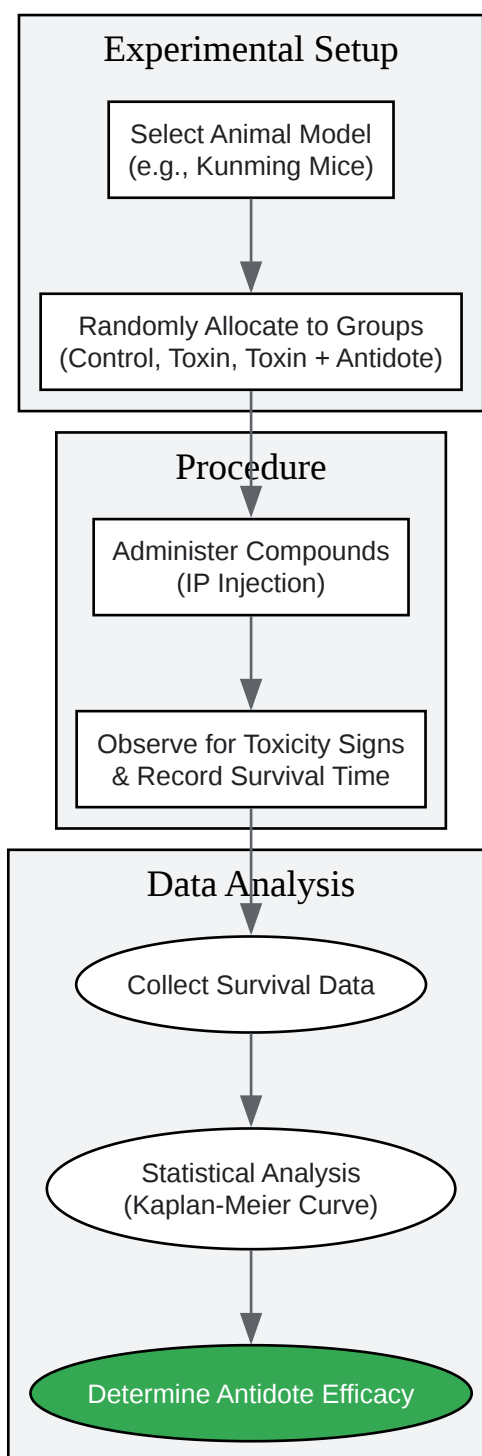 Experimental Setup
Select Animal Model
(e.g., Kunming Mice)
Randomly Allocate to Groups
(Control, Toxin, Toxin + Antidote)
Procedure
Administer Compounds
(IP Injection)
Observe for Toxicity Signs
& Record Survival Time
Data Analysis
Collect Survival Data
Statistical Analysis
(Kaplan-Meier Curve)
Determine Antidote Efficacy